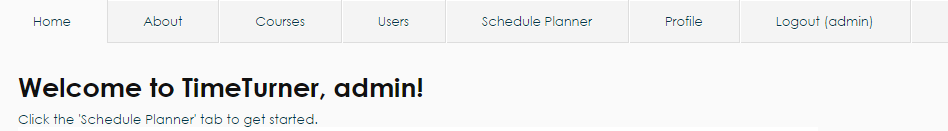 Home About Courses Users Schedule Planner Profile Logout (admin)
Welcome to TimeTurner, admin!
Click the 'Schedule Planner' tab to get started.